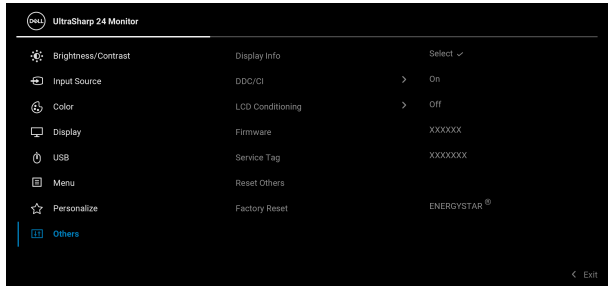 DELL UltraSharp 24 Monitor
Brightness/Contrast Display Info Select ✓
Input Source DDC/CI > On
Color LCD Conditioning > Off
Display Firmware XXXXXX
USB Service Tag XXXXXXX
Menu Reset Others
Personalize Factory Reset ENERGYSTAR ®
Others
< Exit